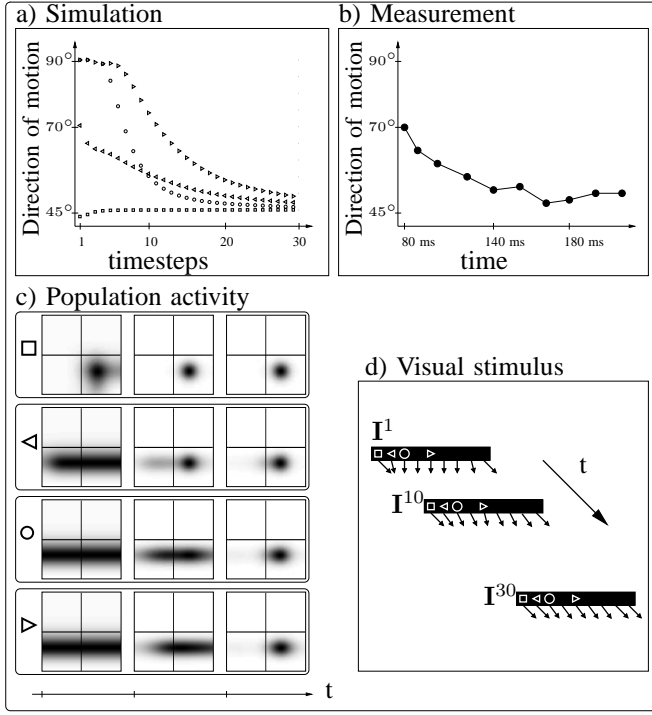 a) Simulation
Direction of motion
90°
70°
45°
1
10
20
30
timesteps
b) Measurement
Direction of motion
90°
70°
45°
80 ms
140 ms
180 ms
time
c) Population activity
t
d) Visual stimulus
I¹
t
I¹⁰
I³⁰